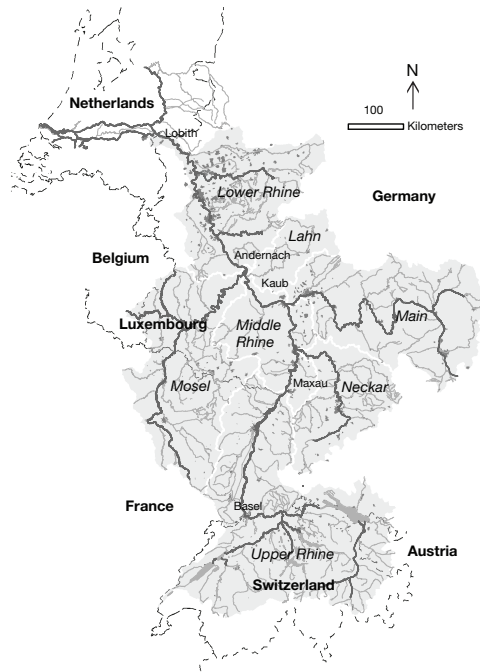 N
Netherlands
100
Kilometers
Lobith
Lower Rhine
Germany
Lahn
Belgium
Andernach
Kaub
Luxembourg
Middle
Rhine
Main
Mosel
Maxau
Neckar
France
Basel
Upper Rhine
Austria
Switzerland